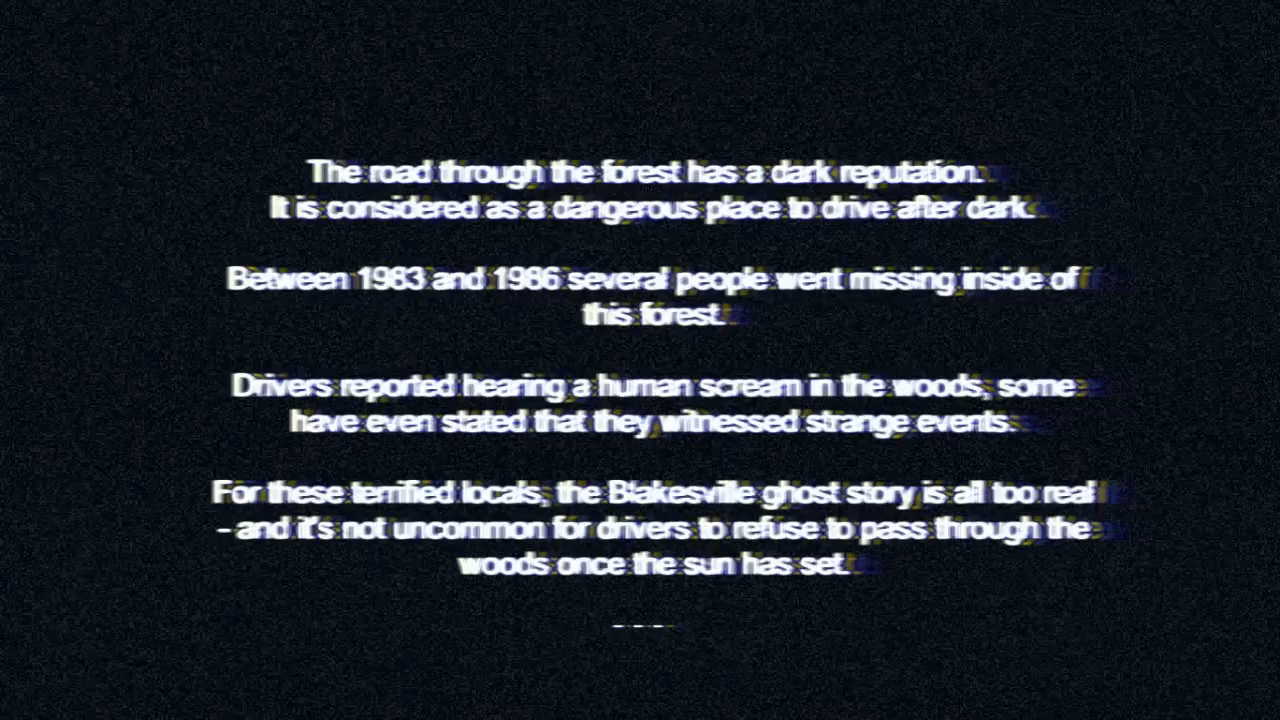 The road through the forest has a dark reputation.
It is considered as a dangerous place to drive after dark.
Between 1983 and 1986 several people went missing inside of
this forest.
Drivers reported hearing a human scream in the woods, some
have even stated that they witnessed strange events.
For these terrified locals, the Blakesville ghost story is all too real
- and it's not uncommon for drivers to refuse to pass through the
woods once the sun has set.
----